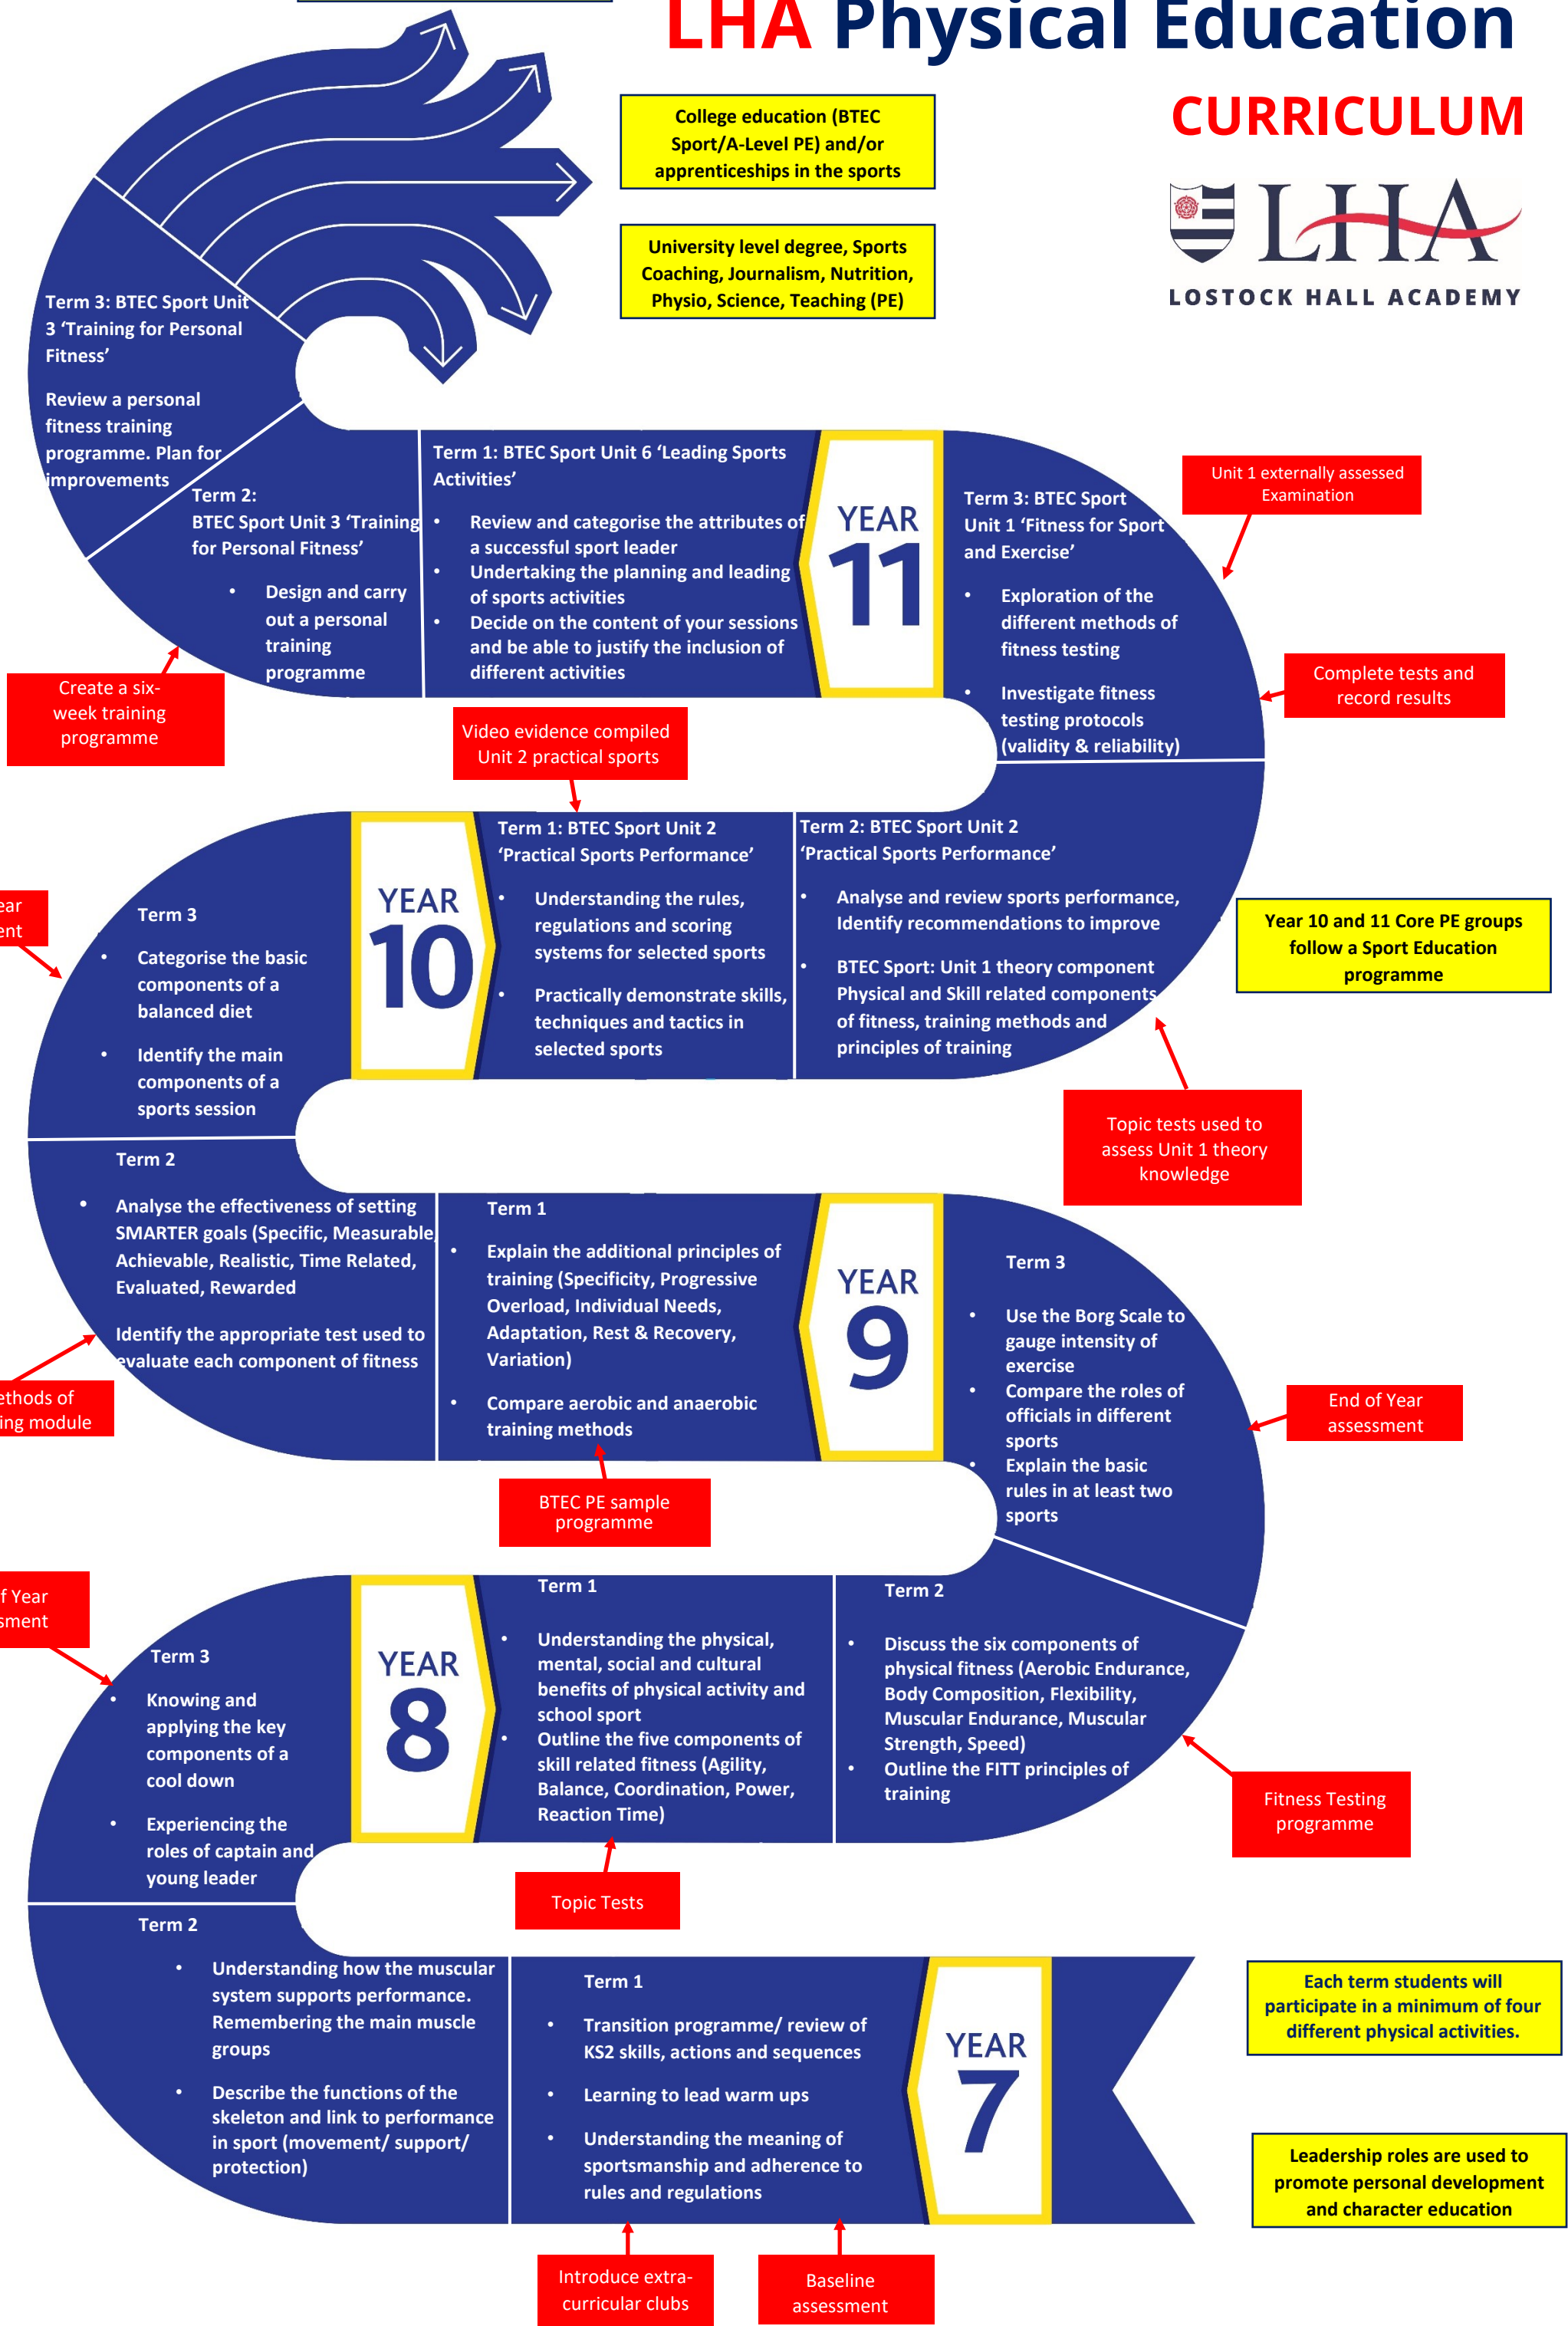 LHA Physical Education
CURRICULUM
LHA
LOSTOCK HALL ACADEMY
College education (BTEC
Sport/A-Level PE) and/or
apprenticeships in the sports
University level degree, Sports
Coaching, Journalism, Nutrition,
Physio, Science, Teaching (PE)
Term 3: BTEC Sport Unit
3 ‘Training for Personal
Fitness’
Review a personal
fitness training
programme. Plan for
improvements
Term 2:
BTEC Sport Unit 3 ‘Training
for Personal Fitness’
• Design and carry
out a personal
training
programme
Create a six-
week training
programme
Term 1: BTEC Sport Unit 6 ‘Leading Sports
Activities’
• Review and categorise the attributes of
a successful sport leader
• Undertaking the planning and leading
of sports activities
• Decide on the content of your sessions
and be able to justify the inclusion of
different activities
YEAR
11
Term 3: BTEC Sport
Unit 1 ‘Fitness for Sport
and Exercise’
• Exploration of the
different methods of
fitness testing
• Investigate fitness
testing protocols
(validity & reliability)
Unit 1 externally assessed
Examination
Complete tests and
record results
Video evidence compiled
Unit 2 practical sports
Term 3
• Categorise the basic
components of a
balanced diet
• Identify the main
components of a
sports session
YEAR
10
Term 1: BTEC Sport Unit 2
‘Practical Sports Performance’
• Understanding the rules,
regulations and scoring
systems for selected sports
• Practically demonstrate skills,
techniques and tactics in
selected sports
Term 2: BTEC Sport Unit 2
‘Practical Sports Performance’
• Analyse and review sports performance,
Identify recommendations to improve
• BTEC Sport: Unit 1 theory component
Physical and Skill related components
of fitness, training methods and
principles of training
Year 10 and 11 Core PE groups
follow a Sport Education
programme
Topic tests used to
assess Unit 1 theory
knowledge
Term 2
• Analyse the effectiveness of setting
SMARTER goals (Specific, Measurable,
Achievable, Realistic, Time Related,
Evaluated, Rewarded
Identify the appropriate test used to
evaluate each component of fitness
of
module
Term 1
• Explain the additional principles of
training (Specificity, Progressive
Overload, Individual Needs,
Adaptation, Rest & Recovery,
Variation)
• Compare aerobic and anaerobic
training methods
BTEC PE sample
programme
YEAR
9
Term 3
• Use the Borg Scale to
gauge intensity of
exercise
• Compare the roles of
officials in different
sports
• Explain the basic
rules in at least two
sports
End of Year
assessment
Year
Term 3
• Knowing and
applying the key
components of a
cool down
• Experiencing the
roles of captain and
young leader
YEAR
8
Term 1
• Understanding the physical,
mental, social and cultural
benefits of physical activity and
school sport
• Outline the five components of
skill related fitness (Agility,
Balance, Coordination, Power,
Reaction Time)
Topic Tests
Term 2
• Discuss the six components of
physical fitness (Aerobic Endurance,
Body Composition, Flexibility,
Muscular Endurance, Muscular
Strength, Speed)
• Outline the FITT principles of
training
Fitness Testing
programme
Term 2
• Understanding how the muscular
system supports performance.
Remembering the main muscle
groups
• Describe the functions of the
skeleton and link to performance
in sport (movement/ support/
protection)
Term 1
• Transition programme/ review of
KS2 skills, actions and sequences
• Learning to lead warm ups
• Understanding the meaning of
sportsmanship and adherence to
rules and regulations
YEAR
7
Each term students will
participate in a minimum of four
different physical activities.
Leadership roles are used to
promote personal development
and character education
Introduce extra-
curricular clubs
Baseline
assessment